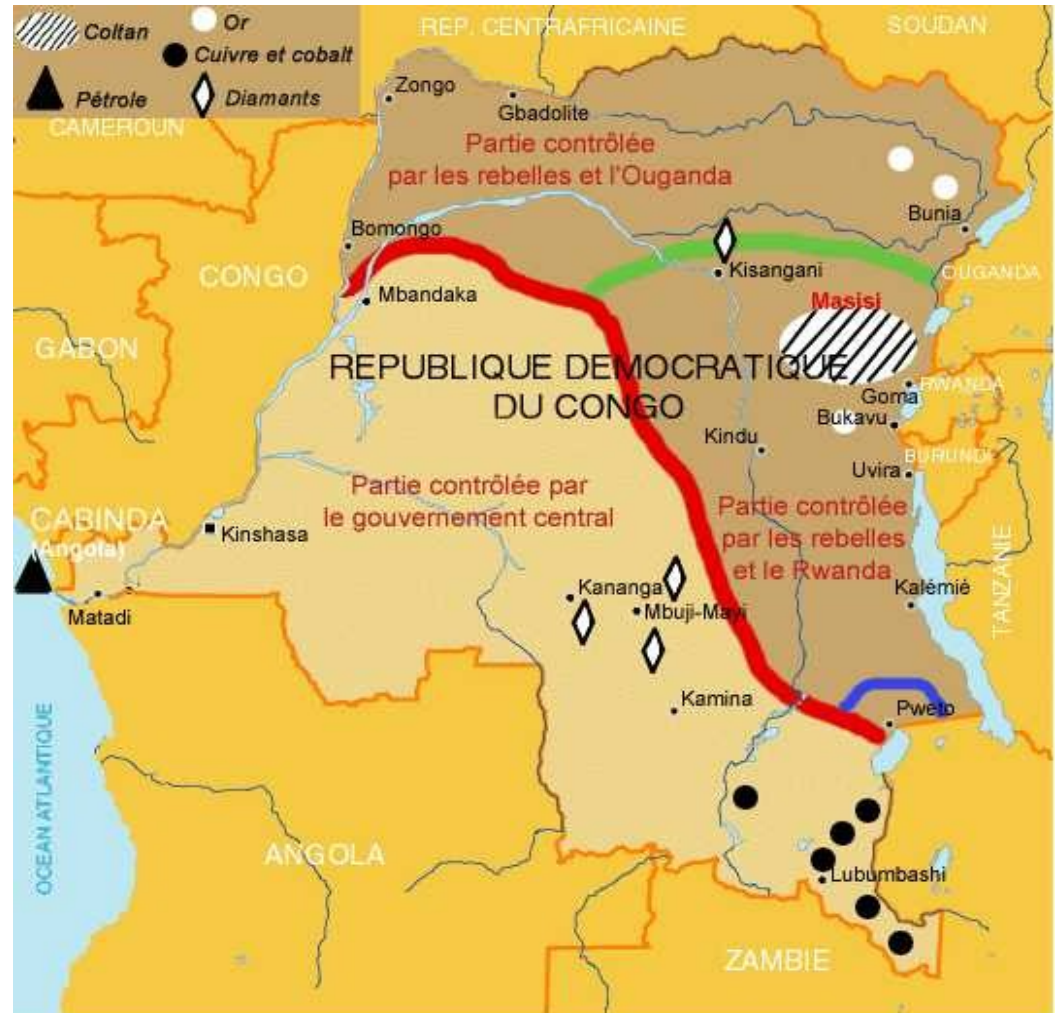 Coltan
Or
Cuivre et cobalt
Pétrole
Diamants
REP. CENTRAFRICAINE
SOUDAN
CAMEROUN
Zongo
Gbadolite
Partie contrôlée
par les rebelles et l'Ouganda
Bunia
Bomongo
CONGO
Kisangani
OUGANDA
Mbandaka
Masisi
GABON
REPUBLIQUE DEMOCRATIQUE
DU CONGO
RWANDA
Goma
Bukavu
Kindu
BURUNDI
Uvira
Partie contrôlée par
le gouvernement central
Partie contrôlée
par les rebelles
et le Rwanda
CABINDA
(Angola)
Kinshasa
TANZANIE
Kananga
Mbuji-Mayi
Kalémié
Matadi
Kamina
Pweto
OCEAN ATLANTIQUE
ANGOLA
Lubumbashi
ZAMBIE